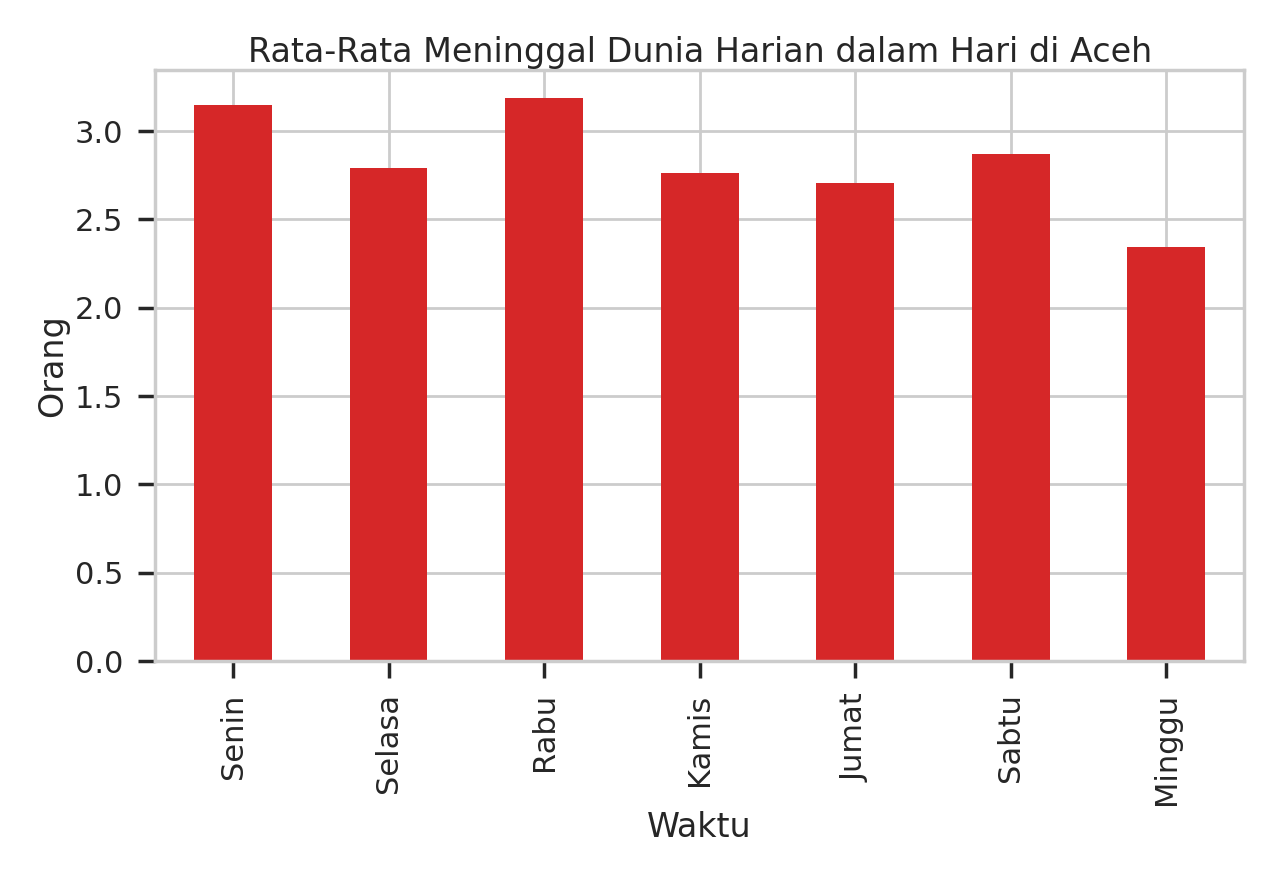 Rata-Rata Meninggal Dunia Harian dalam Hari di Aceh
Orang
3.0
2.5
2.0
1.5
1.0
0.5
0.0
Senin
Selasa
Rabu
Kamis
Jumat
Sabtu
Minggu
Waktu